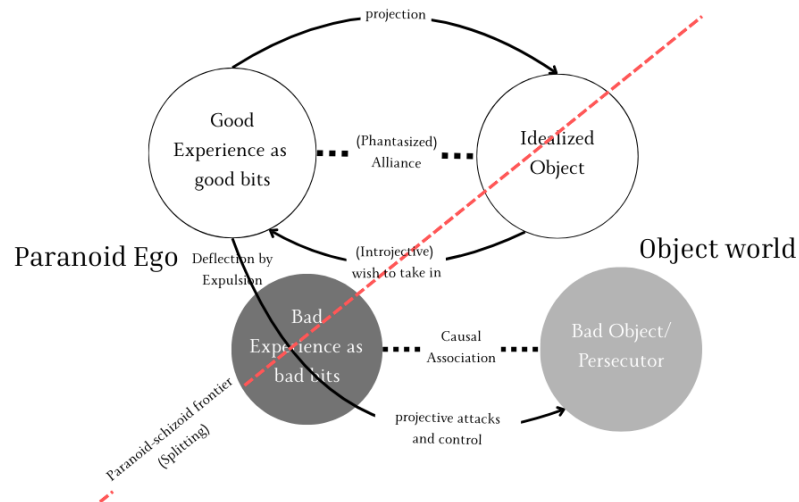 projection
Good
Experience as
good bits
(Phantasized)
Alliance
Idealized
Object
Paranoid Ego
Deflection by
Expulsion
(Introjective)
wish to take in
Object world
Bad
Experience as
bad bits
Causal
Association
Bad Object/
Persecutor
projective attacks
and control
Paranoid-schizoid frontier
(Splitting)